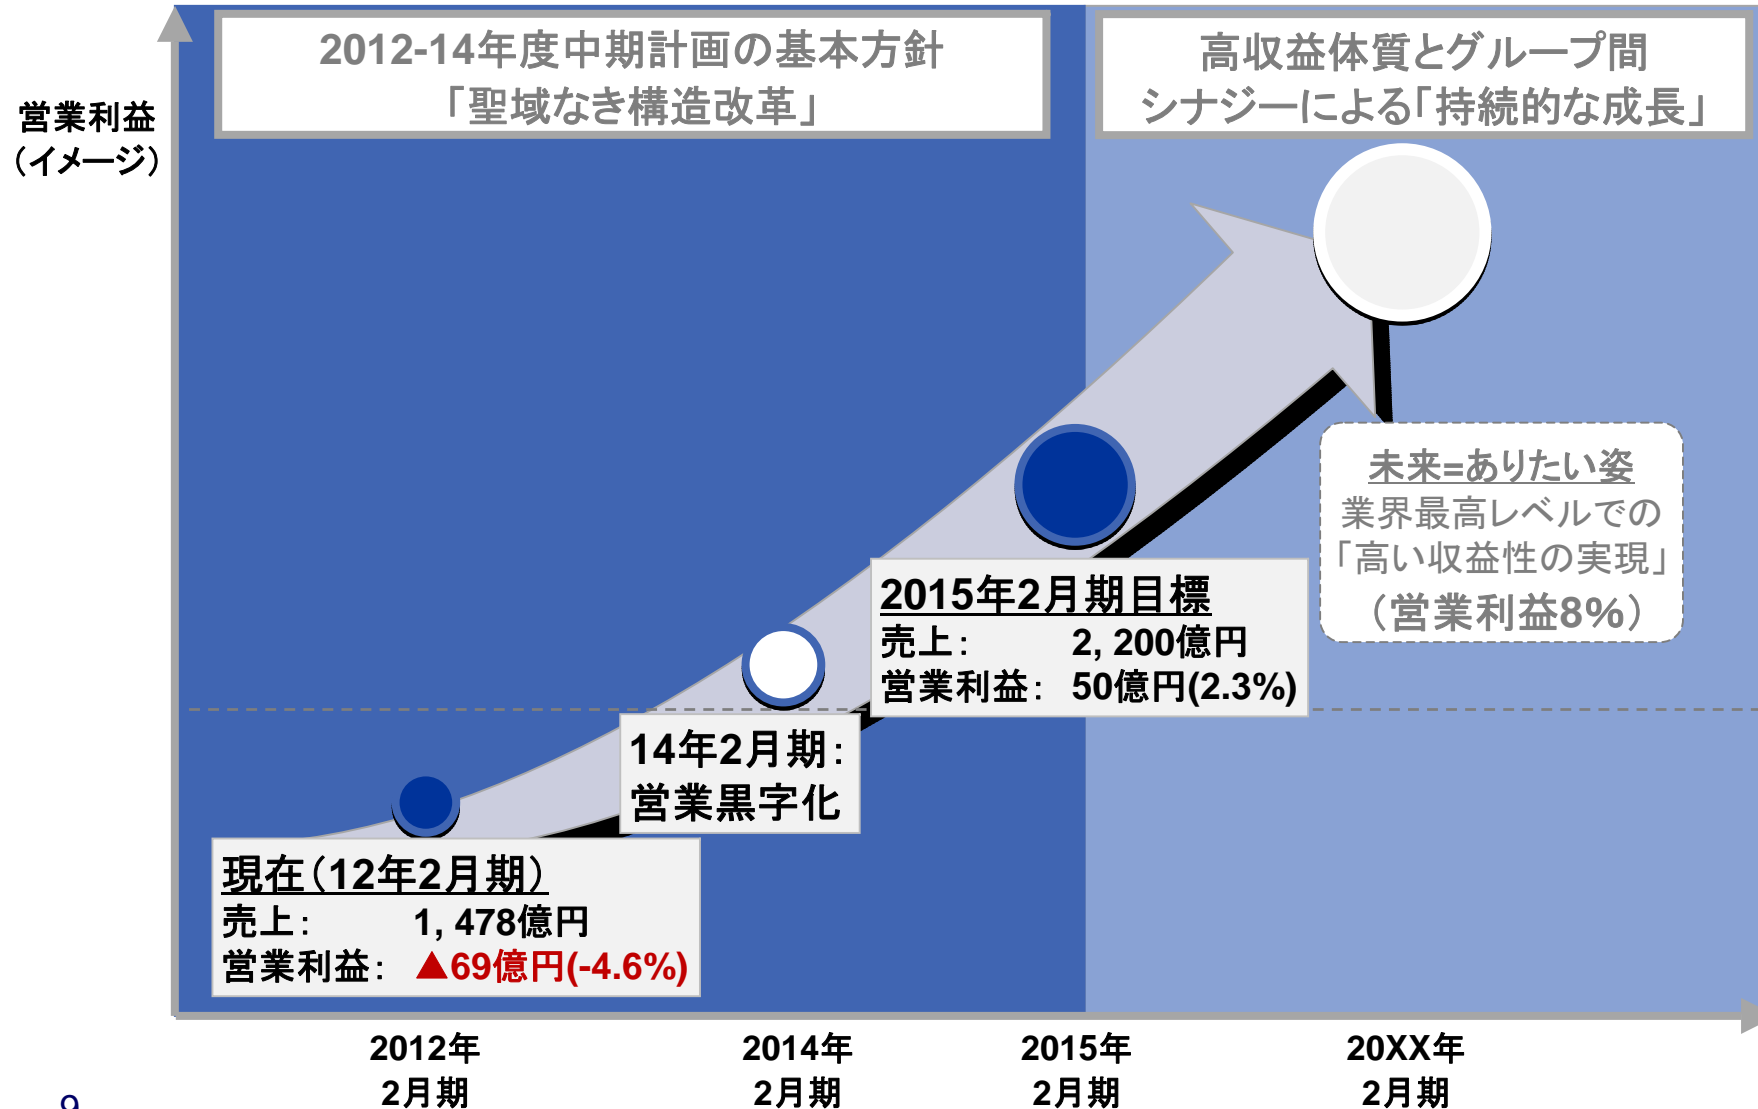 2012-14年度中期計画の基本方針
「聖域なき構造改革」
高収益体質とグループ間
シナジーによる「持続的な成長」
営業利益
（イメージ）
未来=ありたい姿
業界最高レベルでの
「高い収益性の実現」
（営業利益8%）
2015年2月期目標
売上： 2, 200億円
営業利益： 50億円(2.3%)
14年2月期：
営業黒字化
現在（12年2月期）
売上： 1, 478億円
営業利益： ▲69億円(-4.6%)
2012年
2月期
2014年
2月期
2015年
2月期
20XX年
2月期